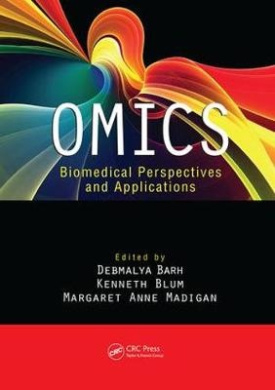 OMICS
Biomedical Perspectives
and Applications
Edited by
DEBMALYA BARH
KENNETH BLUM
MARGARET ANNE MADIGAN
CRC Press
Taylor & Francis Group